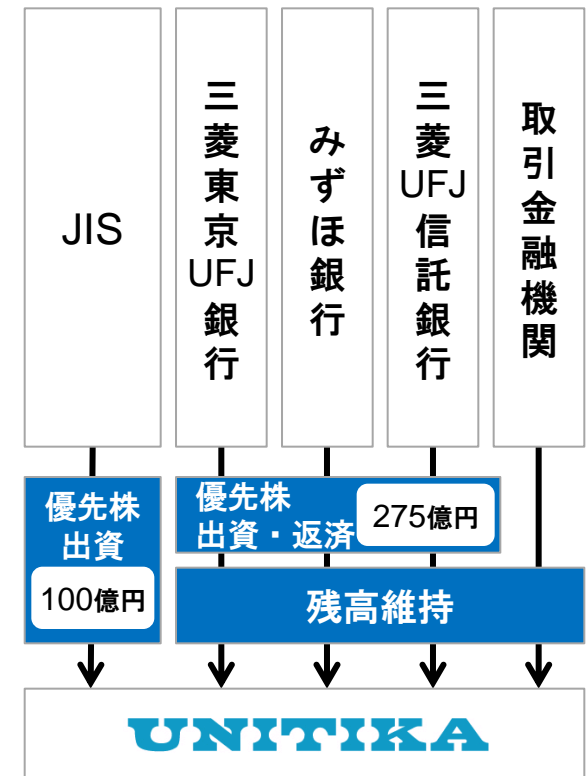 JIS
三菱東京UFJ銀行
みずほ銀行
三菱UFJ信託銀行
取引金融機関
優先株
出資
100億円
優先株
出資・返済
275億円
残高維持
UNITIKA